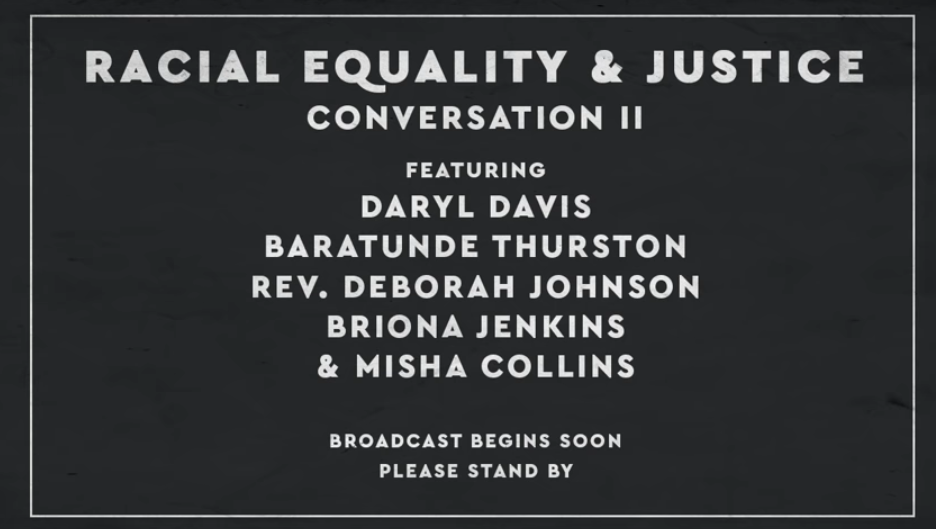 RACIAL EQUALITY & JUSTICE
CONVERSATION II
FEATURING
DARYL DAVIS
BARATUNDE THURSTON
REV. DEBORAH JOHNSON
BRIONA JENKINS
& MISHA COLLINS
BROADCAST BEGINS SOON
PLEASE STAND BY